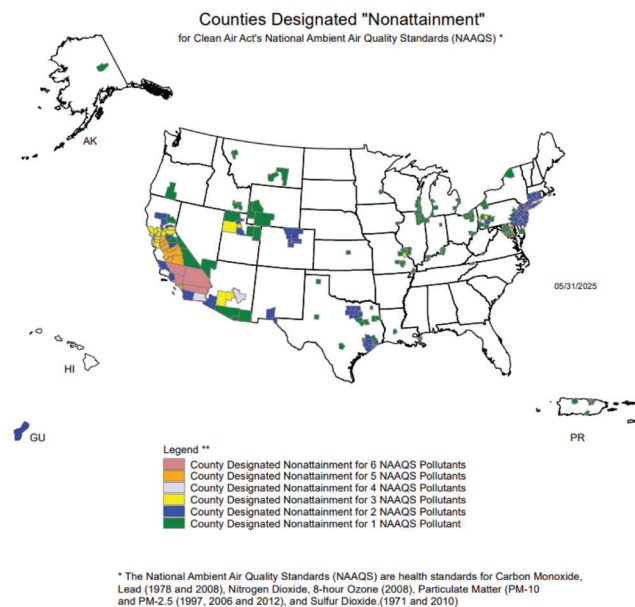 Counties Designated "Nonattainment"
for Clean Air Act's National Ambient Air Quality Standards (NAAQS) *
AK
05/31/2025
HI
GU
PR
Legend **
County Designated Nonattainment for 6 NAAQS Pollutants
County Designated Nonattainment for 5 NAAQS Pollutants
County Designated Nonattainment for 4 NAAQS Pollutants
County Designated Nonattainment for 3 NAAQS Pollutants
County Designated Nonattainment for 2 NAAQS Pollutants
County Designated Nonattainment for 1 NAAQS Pollutant
* The National Ambient Air Quality Standards (NAAQS) are health standards for Carbon Monoxide,
Lead (1978 and 2008), Nitrogen Dioxide, 8-hour Ozone (2008), Particulate Matter (PM-10
and PM-2.5 (1997, 2006 and 2012), and Sulfur Dioxide.(1971 and 2010)